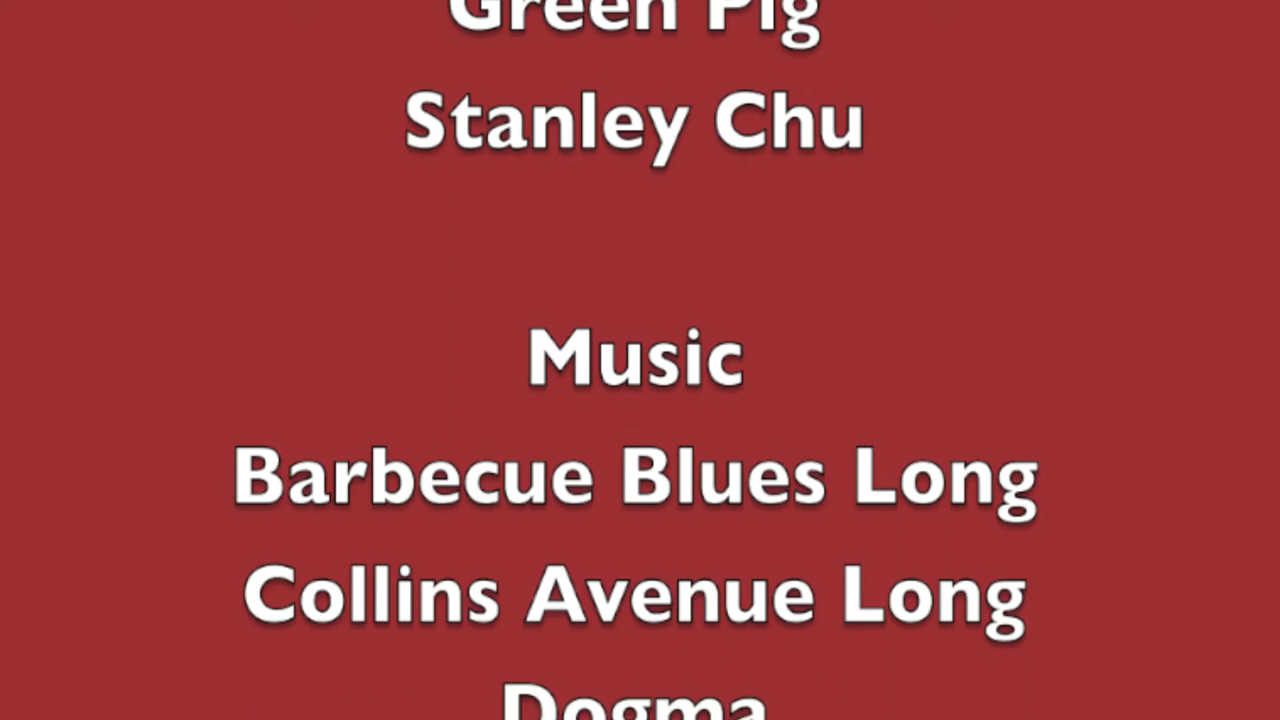 Green Pig
Stanley Chu
Music
Barbecue Blues Long
Collins Avenue Long
Dogma